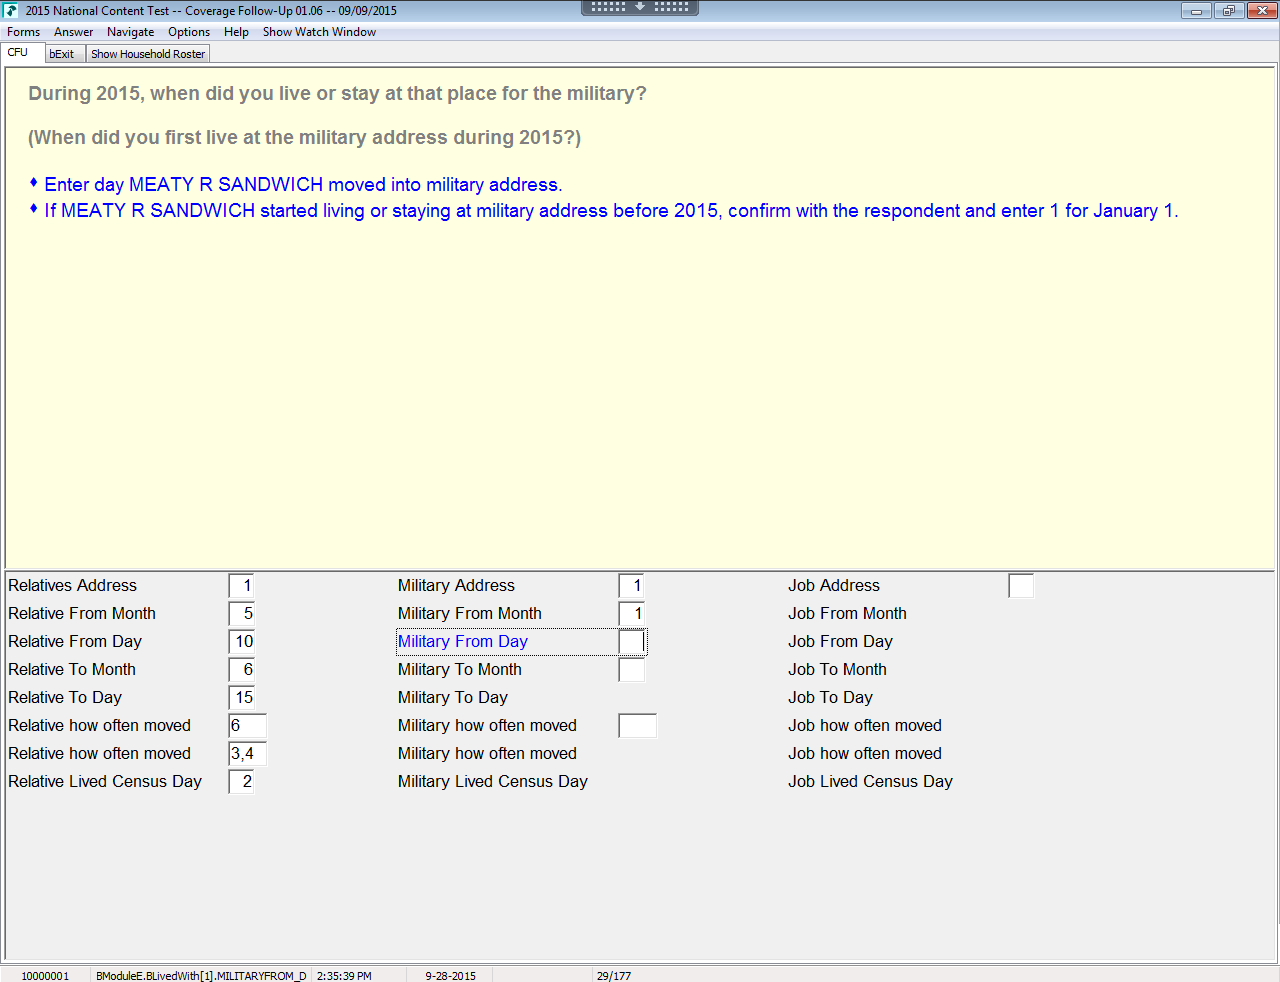 2015 National Content Test -- Coverage Follow-Up 01.06 -- 09/09/2015
Forms Answer Navigate Options Help Show Watch Window
CFU bExit Show Household Roster
During 2015, when did you live or stay at that place for the military?
(When did you first live at the military address during 2015?)
♦ Enter day MEATY R SANDWICH moved into military address.
♦ If MEATY R SANDWICH started living or staying at military address before 2015, confirm with the respondent and enter 1 for January 1.
Relatives Address 1 Military Address 1 Job Address
Relative From Month 5 Military From Month 1 Job From Month
Relative From Day 10 Military From Day Job From Day
Relative To Month 6 Military To Month Job To Month
Relative To Day 15 Military To Day Job To Day
Relative how often moved 6 Military how often moved Job how often moved
Relative how often moved 3,4 Military how often moved Job how often moved
Relative Lived Census Day 2 Military Lived Census Day Job Lived Census Day
10000001 BModuleE.BLivedWith[1].MILITARYFROM_D 2:35:39 PM 9-28-2015 29/177